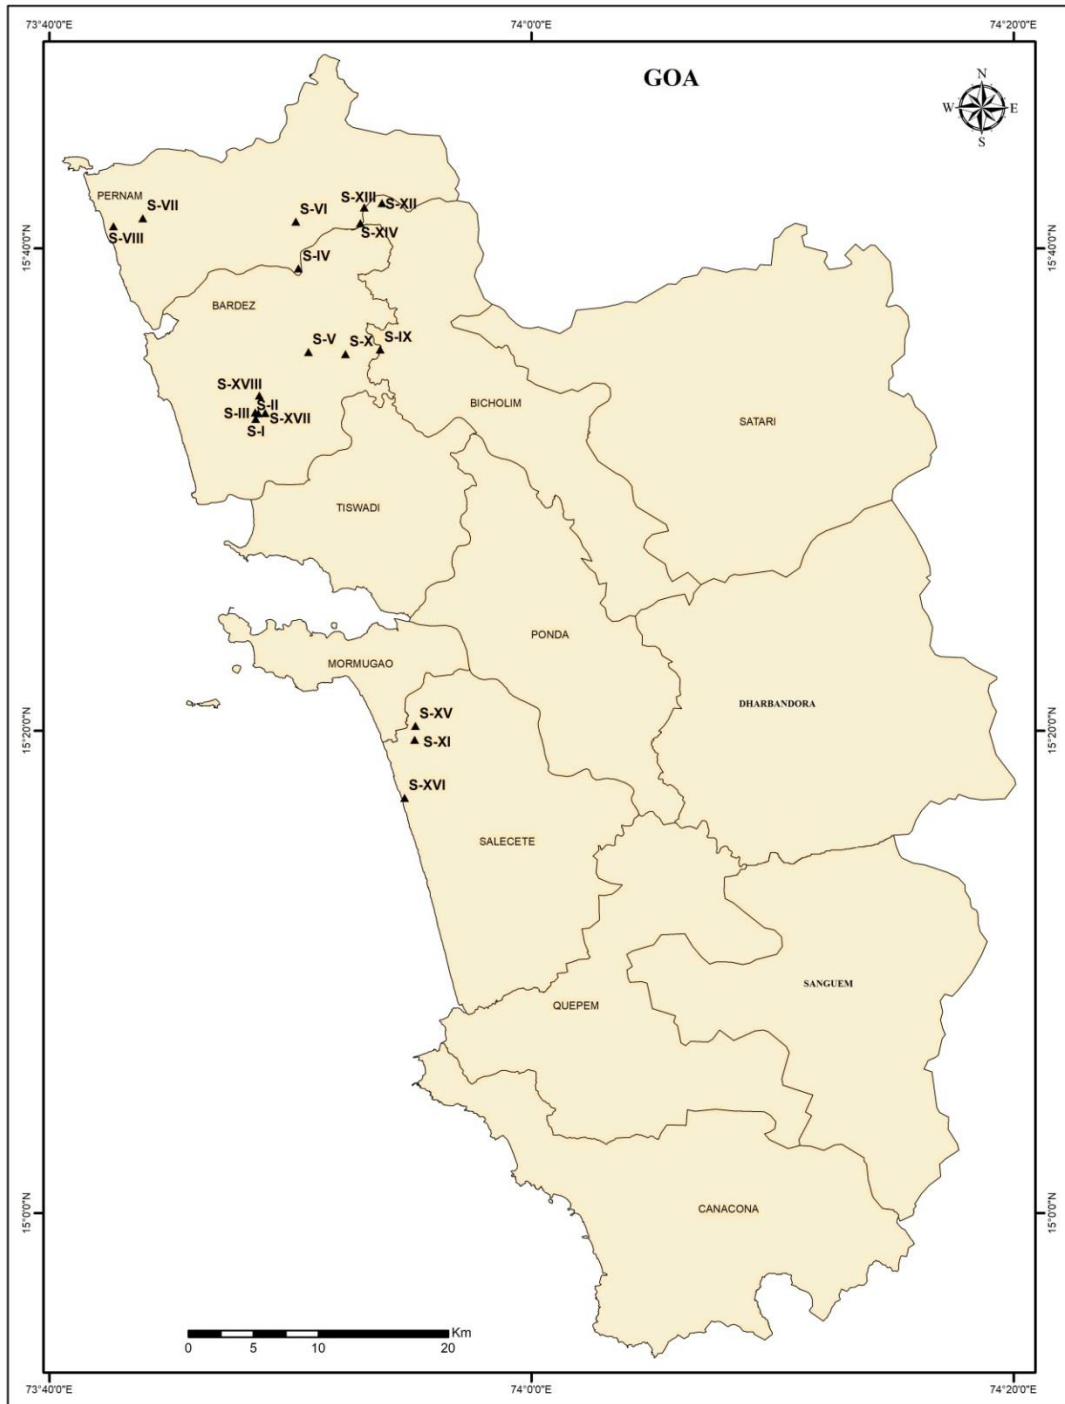 73°40'0"E
74°0'0"E
74°20'0"E
GOA
N
W E
S
PERNAM
S-VII
S-VIII
S-VI
S-XIII
S-XII
S-XIV
15°40'0"N
15°40'0"N
S-IV
BARDEZ
S-V
S-X
S-IX
S-XVIII
S-II
S-III
S-XVII
S-I
BICHOLIM
SATARI
TISWADI
PONDA
MORMUGAO
DHARBANDORA
S-XV
15°20'0"N
15°20'0"N
S-XI
S-XVI
SALECETE
SANGUEM
QUEPEM
CANACONA
15°0'0"N
15°0'0"N
Km
0 5 10 20
73°40'0"E
74°0'0"E
74°20'0"E